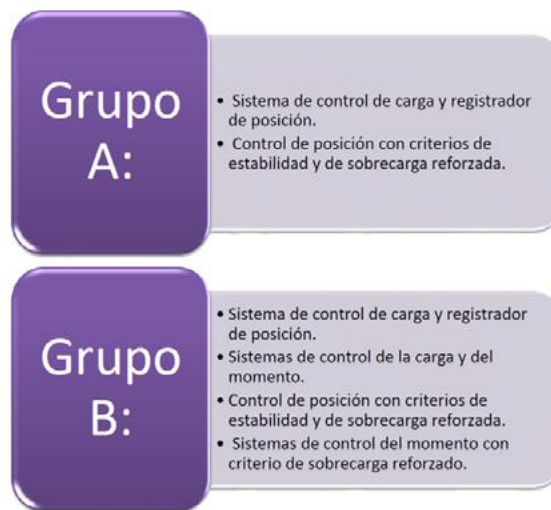 Grupo
A:
• Sistema de control de carga y registrador
de posición.
• Control de posición con criterios de
estabilidad y de sobrecarga reforzada.
Grupo
B:
• Sistema de control de carga y registrador
de posición.
• Sistemas de control de la carga y del
momento.
• Control de posición con criterios de
estabilidad y de sobrecarga reforzada.
• Sistemas de control del momento con
criterio de sobrecarga reforzado.